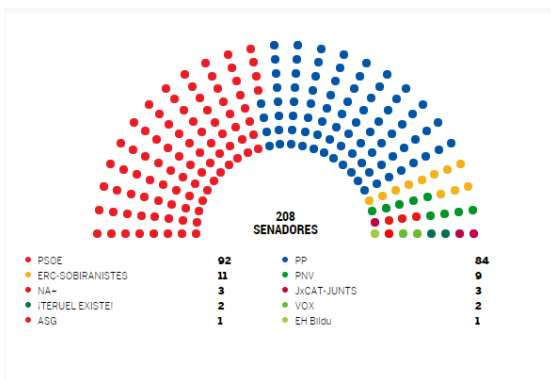 208
SENADORES
PSOE 92 PP 84
ERC-SOBIRANISTES 11 PNV 9
NA+ 3 JxCAT-JUNTS 3
¡TERUEL EXISTE! 2 VOX 2
ASG 1 EH Bildu 1